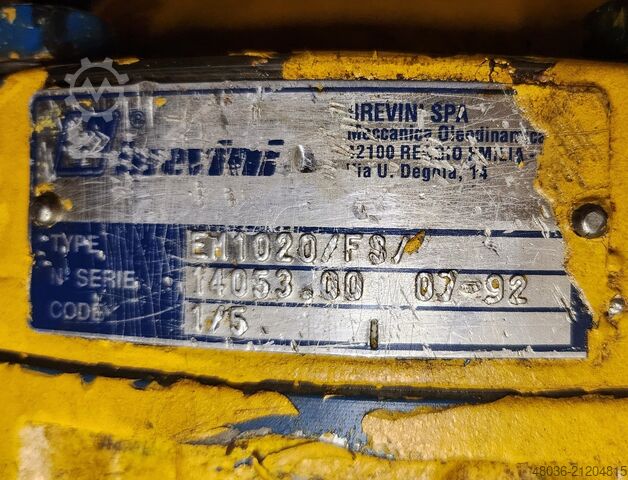 brevini
BREVINI SPA
Meccanica Oleodinamica
42100 REGGIO EMILIA
Via U. Degola, 14
TYPE EM1020/FS/
N° SERIE 14053.00 07-92
CODE 1/5
48036-21204815